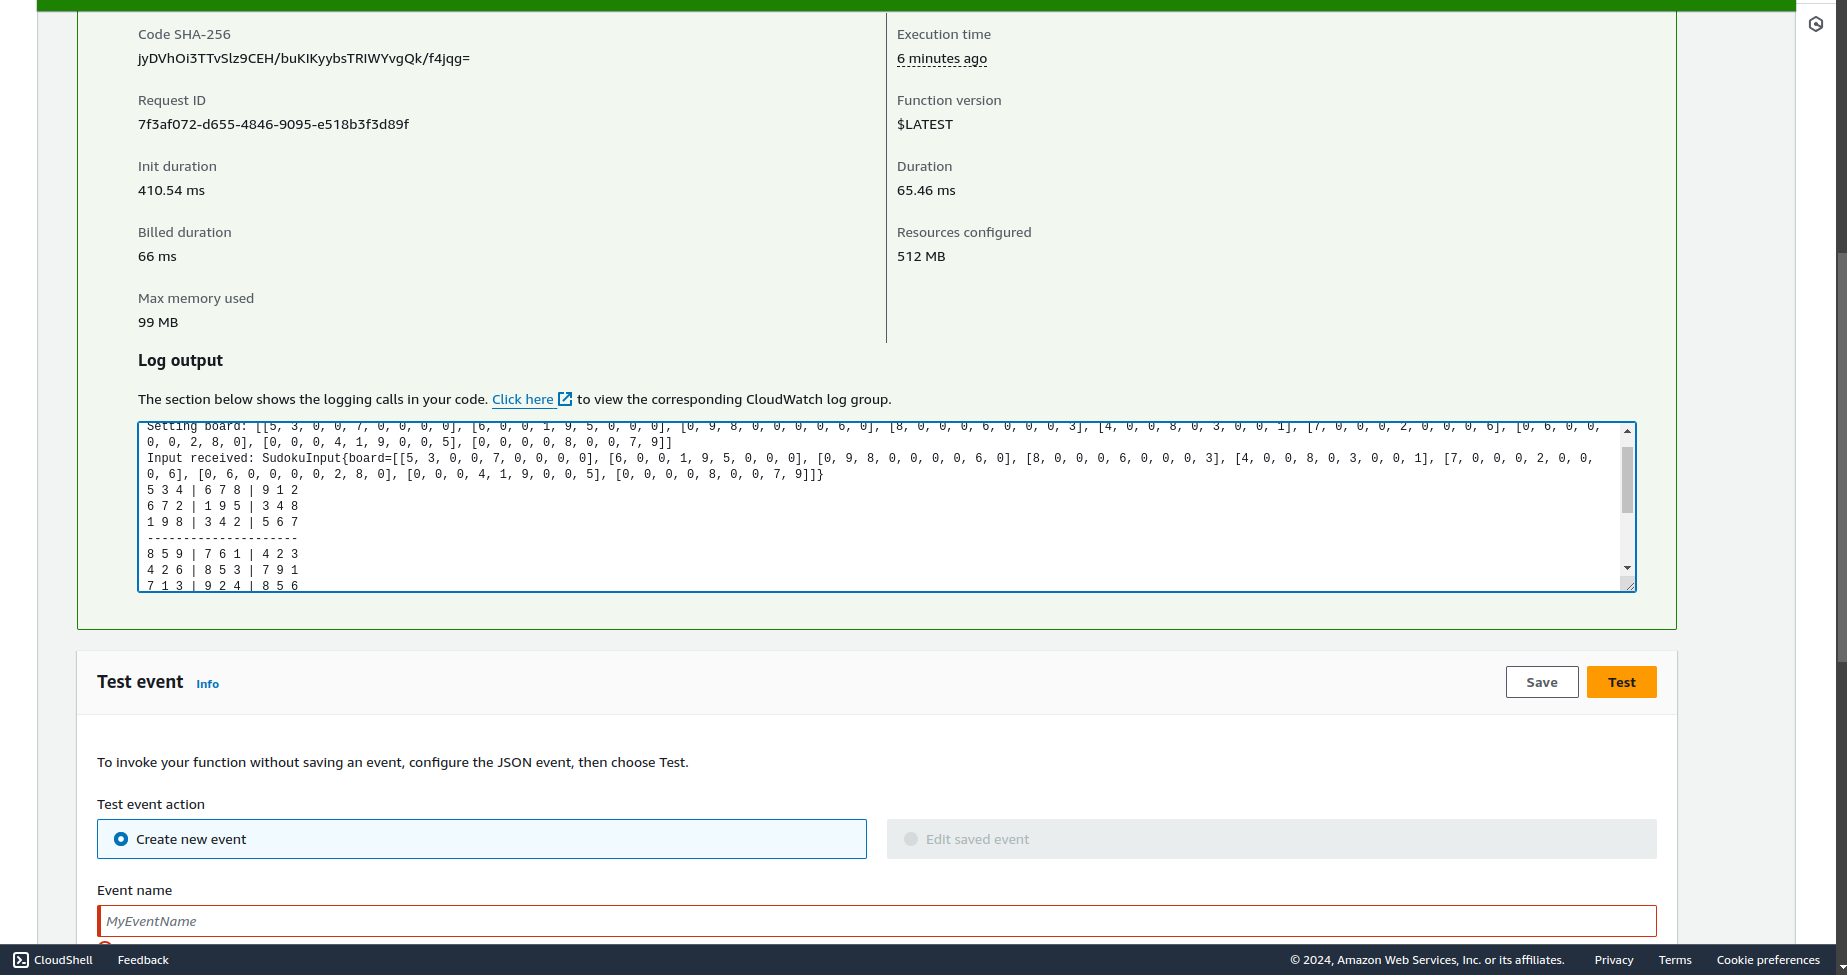 Code SHA-256
jyDVhOi3TTvSlz9CEH/buKIKyybsTRIWYvgQk/f4jqg=
Execution time
6 minutes ago
Request ID
7f3af072-d655-4846-9095-e518b3f3d89f
Function version
$LATEST
Init duration
410.54 ms
Duration
65.46 ms
Billed duration
66 ms
Resources configured
512 MB
Max memory used
99 MB
Log output
The section below shows the logging calls in your code. Click here to view the corresponding CloudWatch log group.
Setting board: [[5, 3, 0, 0, 7, 0, 0, 0, 0], [6, 0, 0, 1, 9, 5, 0, 0, 0], [0, 9, 8, 0, 0, 0, 0, 6, 0], [8, 0, 0, 0, 6, 0, 0, 0, 3], [4, 0, 0, 8, 0, 3, 0, 0, 1], [7, 0, 0, 0, 2, 0, 0, 0, 6], [0, 6, 0, 0,
0, 0, 2, 8, 0], [0, 0, 0, 4, 1, 9, 0, 0, 5], [0, 0, 0, 0, 8, 0, 0, 7, 9]]
Input received: SudokuInput{board=[[5, 3, 0, 0, 7, 0, 0, 0, 0], [6, 0, 0, 1, 9, 5, 0, 0, 0], [0, 9, 8, 0, 0, 0, 0, 6, 0], [8, 0, 0, 0, 6, 0, 0, 0, 3], [4, 0, 0, 8, 0, 3, 0, 0, 1], [7, 0, 0, 0, 2, 0, 0,
0, 6], [0, 6, 0, 0, 0, 0, 2, 8, 0], [0, 0, 0, 4, 1, 9, 0, 0, 5], [0, 0, 0, 0, 8, 0, 0, 7, 9]]}
5 3 4 | 6 7 8 | 9 1 2
6 7 2 | 1 9 5 | 3 4 8
1 9 8 | 3 4 2 | 5 6 7
---------------------
8 5 9 | 7 6 1 | 4 2 3
4 2 6 | 8 5 3 | 7 9 1
7 1 3 | 9 2 4 | 8 5 6
Test event Info
Save
Test
To invoke your function without saving an event, configure the JSON event, then choose Test.
Test event action
Create new event
Edit saved event
Event name
MyEventName
CloudShell
Feedback
© 2024, Amazon Web Services, Inc. or its affiliates.
Privacy
Terms
Cookie preferences